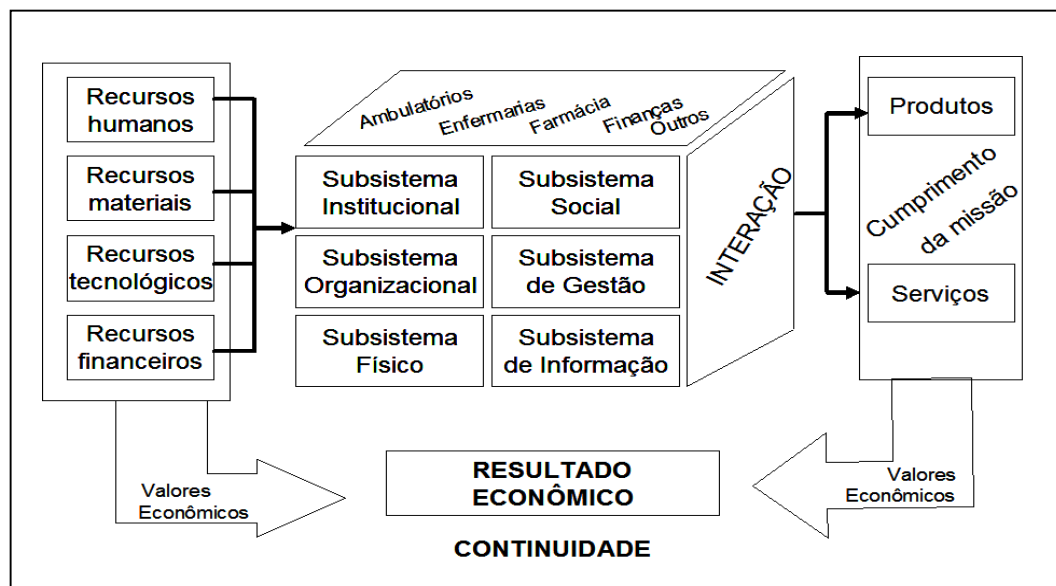 Recursos
humanos
Recursos
materiais
Recursos
tecnológicos
Recursos
financeiros
Ambulatórios
Enfermarias
Farmácia
Finanças
Outros
Subsistema
Institucional
Subsistema
Social
Subsistema
Organizacional
Subsistema
de Gestão
Subsistema
Físico
Subsistema
de Informação
INTERAÇÃO
Produtos
Cumprimento
da missão
Serviços
Valores
Econômicos
RESULTADO
ECONÔMICO
Valores
Econômicos
CONTINUIDADE